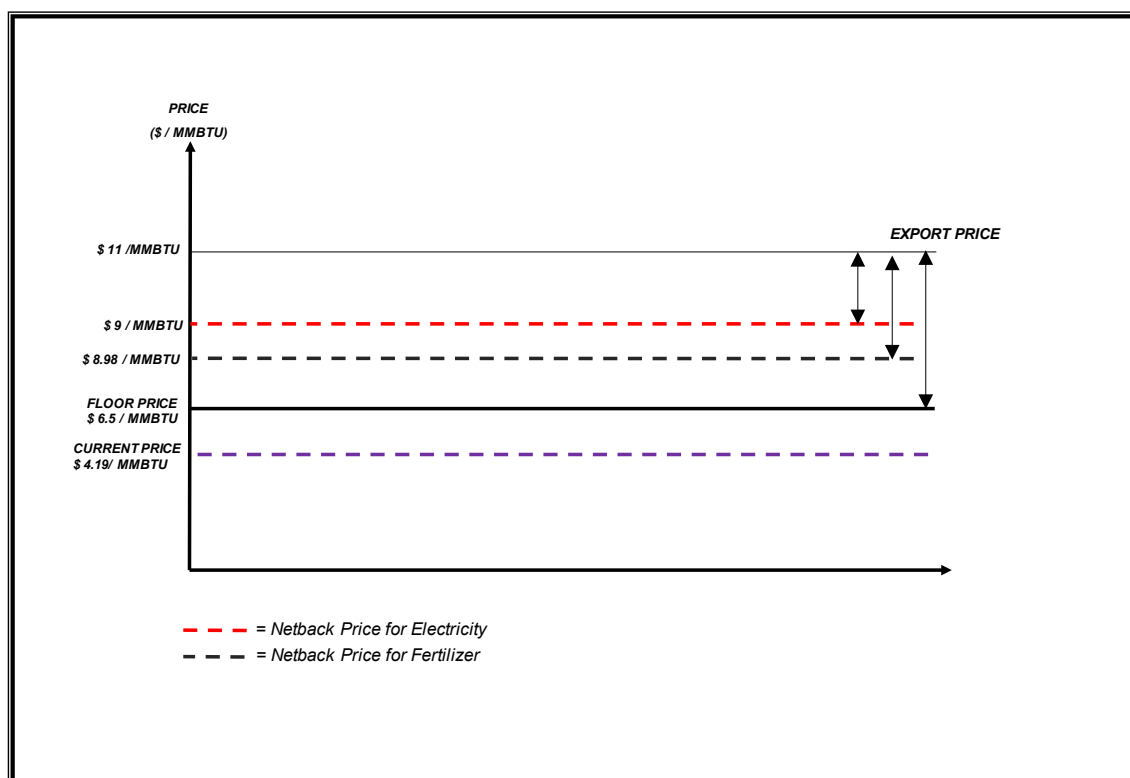 PRICE
($ / MMBTU)
EXPORT PRICE
$ 11 /MMBTU
$ 9 / MMBTU
$ 8.98 / MMBTU
FLOOR PRICE
$ 6.5 / MMBTU
CURRENT PRICE
$ 4.19/ MMBTU
= Netback Price for Electricity
= Netback Price for Fertilizer